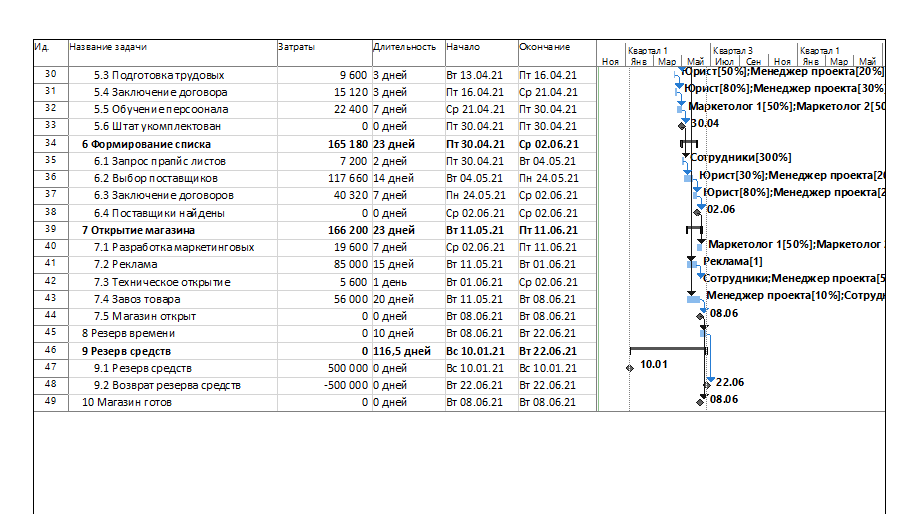 Ид. Название задачи Затраты Длительность Начало Окончание Квартал 1 Квартал 3 Квартал 1
Ноя Янв Мар Май Июл Сен Ноя Янв Мар Май
30 5.3 Подготовка трудовых 9 600 3 дней Вт 13.04.21 Пт 16.04.21 Юрист[50%];Менеджер проекта[20%]
31 5.4 Заключение договора 15 120 3 дней Пт 16.04.21 Ср 21.04.21 Юрист[80%];Менеджер проекта[30%
32 5.5 Обучение персоонала 22 400 7 дней Ср 21.04.21 Пт 30.04.21 Маркетолог 1[50%];Маркетолог 2[50
33 5.6 Штат укомплектован 0 0 дней Пт 30.04.21 Пт 30.04.21 30.04
34 6 Формирование списка 165 180 23 дней Пт 30.04.21 Ср 02.06.21
35 6.1 Запрос прайс листов 7 200 2 дней Пт 30.04.21 Вт 04.05.21 Сотрудники[300%]
36 6.2 Выбор поставщиков 117 660 14 дней Вт 04.05.21 Пн 24.05.21 Юрист[30%];Менеджер проекта[20
37 6.3 Заключение договоров 40 320 7 дней Пн 24.05.21 Ср 02.06.21 Юрист[80%];Менеджер проекта[2
38 6.4 Поставщики найдены 0 0 дней Ср 02.06.21 Ср 02.06.21 02.06
39 7 Открытие магазина 166 200 23 дней Вт 11.05.21 Пт 11.06.21
40 7.1 Разработка маркетинговых 19 600 7 дней Ср 02.06.21 Пт 11.06.21 Маркетолог 1[50%];Маркетолог
41 7.2 Реклама 85 000 15 дней Вт 11.05.21 Вт 01.06.21 Реклама[1]
42 7.3 Техническое открытие 5 600 1 день Вт 01.06.21 Ср 02.06.21 Сотрудники;Менеджер проекта[5
43 7.4 Завоз товара 56 000 20 дней Вт 11.05.21 Вт 08.06.21 Менеджер проекта[10%];Сотрудн
44 7.5 Магазин открыт 0 0 дней Вт 08.06.21 Вт 08.06.21 08.06
45 8 Резерв времени 0 10 дней Вт 08.06.21 Вт 22.06.21
46 9 Резерв средств 0 116,5 дней Вс 10.01.21 Вт 22.06.21
47 9.1 Резерв средств 500 000 0 дней Вс 10.01.21 Вс 10.01.21 10.01
48 9.2 Возврат резерва средств -500 000 0 дней Вт 22.06.21 Вт 22.06.21 22.06
49 10 Магазин готов 0 0 дней Вт 08.06.21 Вт 08.06.21 08.06